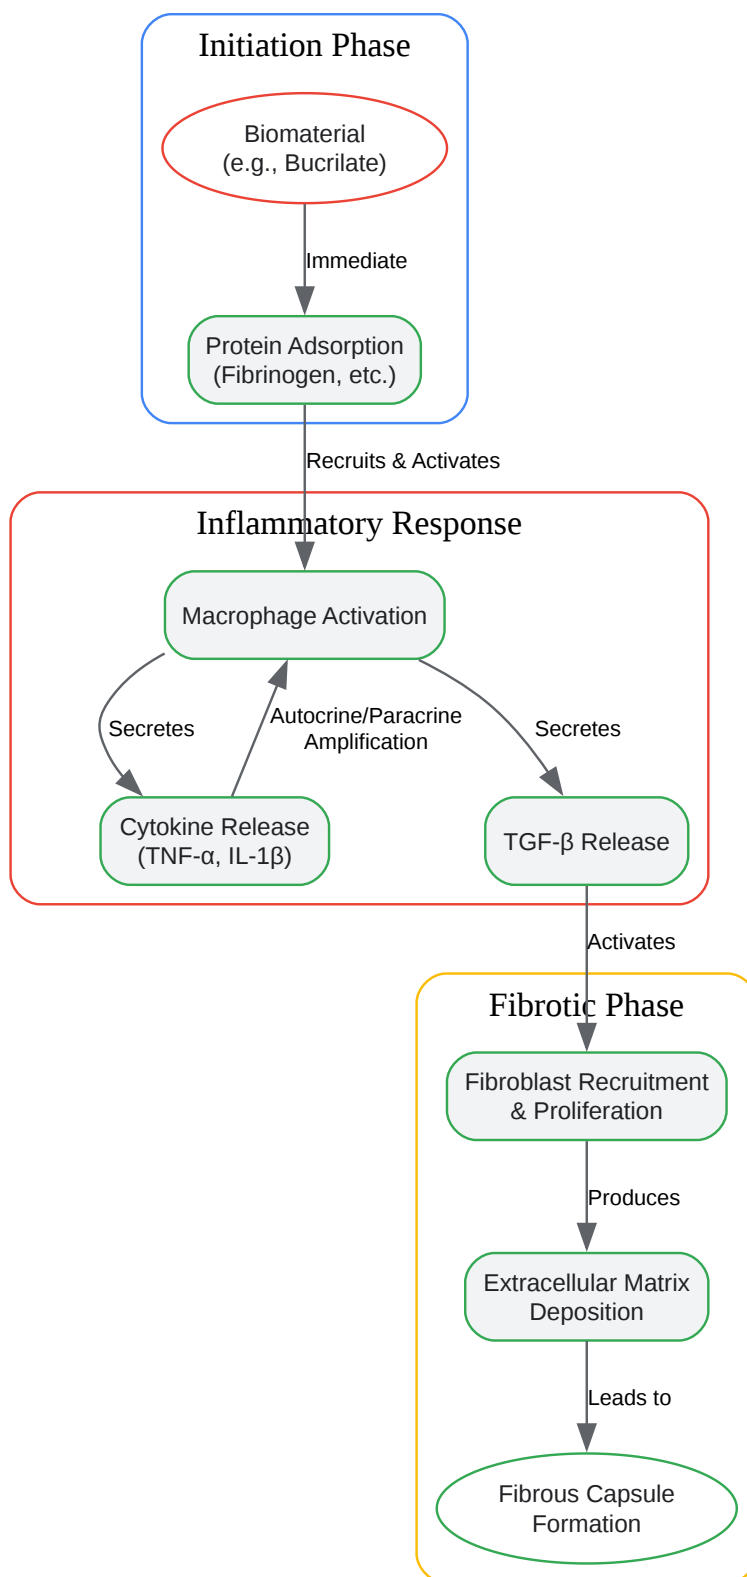 Initiation Phase
Biomaterial
(e.g., Bucrilate)
Immediate
Protein Adsorption
(Fibrinogen, etc.)
Recruits & Activates
Inflammatory Response
Macrophage Activation
Secretes
Autocrine/Paracrine
Amplification
Secretes
Cytokine Release
(TNF-α, IL-1β)
TGF-β Release
Activates
Fibrotic Phase
Fibroblast Recruitment
& Proliferation
Produces
Extracellular Matrix
Deposition
Leads to
Fibrous Capsule
Formation